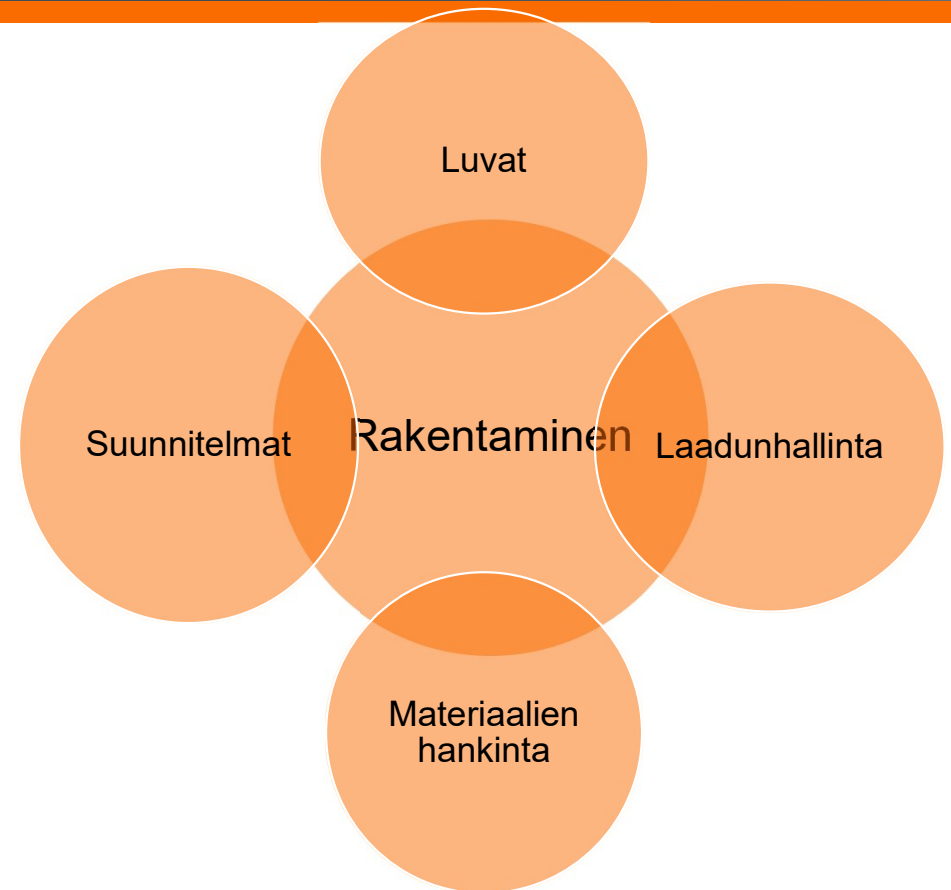 Luvat
Suunnitelmat
Rakentaminen
Laadunhallinta
Materiaalien
hankinta